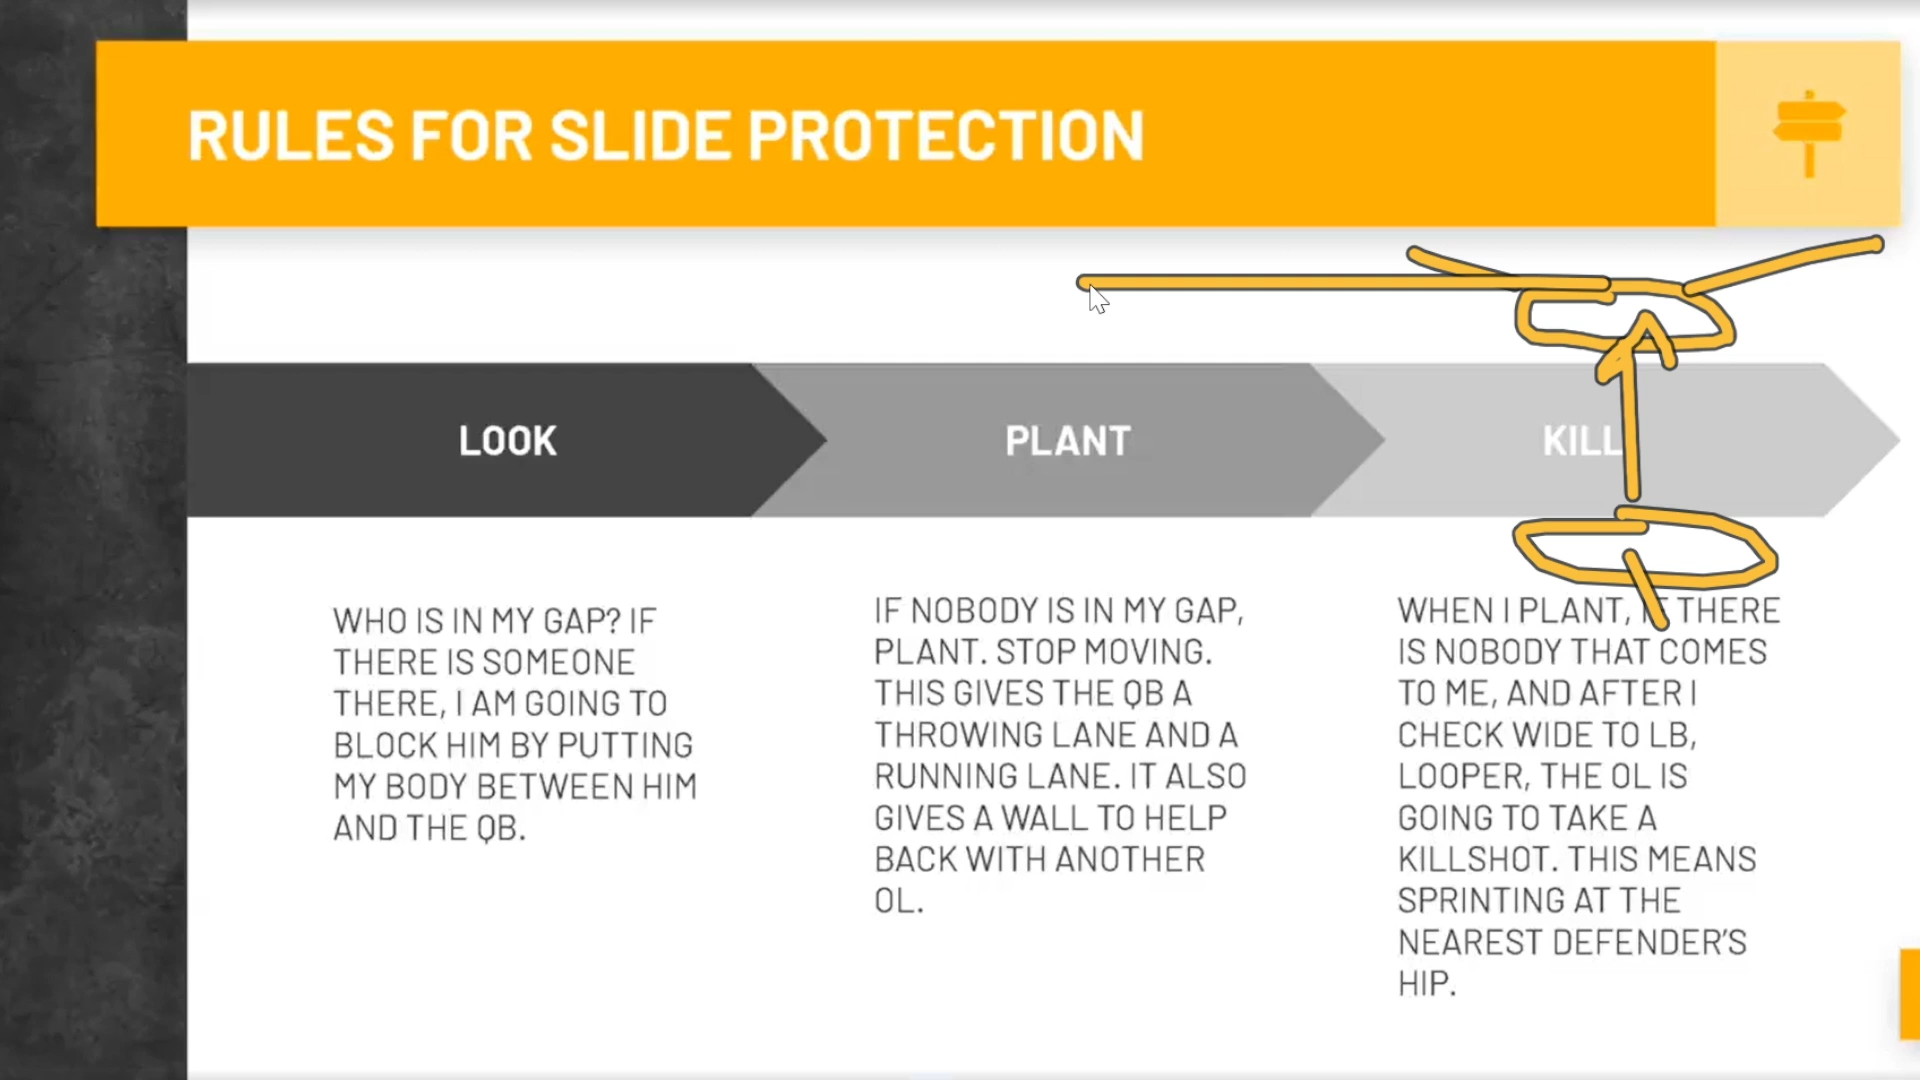 RULES FOR SLIDE PROTECTION
LOOK
PLANT
KILL
WHO IS IN MY GAP? IF
THERE IS SOMEONE
THERE, I AM GOING TO
BLOCK HIM BY PUTTING
MY BODY BETWEEN HIM
AND THE QB.
IF NOBODY IS IN MY GAP,
PLANT. STOP MOVING.
THIS GIVES THE QB A
THROWING LANE AND A
RUNNING LANE. IT ALSO
GIVES A WALL TO HELP
BACK WITH ANOTHER
OL.
WHEN I PLANT, IF THERE
IS NOBODY THAT COMES
TO ME, AND AFTER I
CHECK WIDE TO LB,
LOOPER, THE OL IS
GOING TO TAKE A
KILLSHOT. THIS MEANS
SPRINTING AT THE
NEAREST DEFENDER'S
HIP.